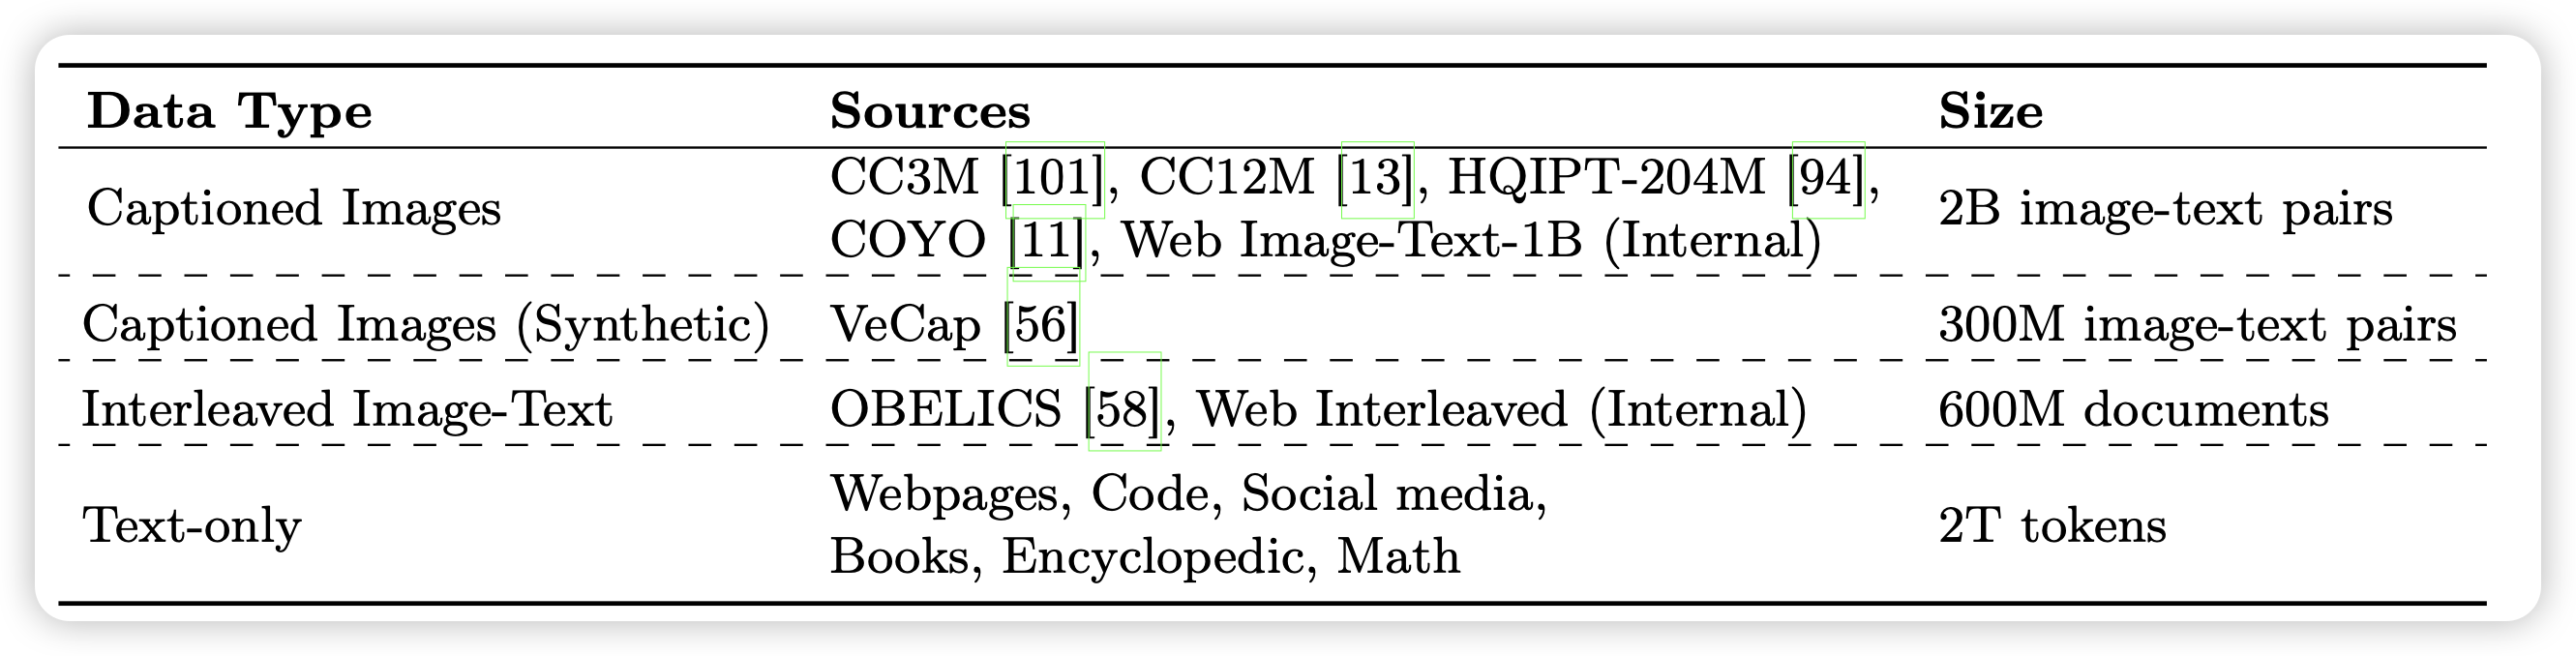 Data Type Sources Size
Captioned Images CC3M [101], CC12M [13], HQIPT-204M [94],
COYO [11], Web Image-Text-1B (Internal) 2B image-text pairs
Captioned Images (Synthetic) VeCap [56] 300M image-text pairs
Interleaved Image-Text OBELICS [58], Web Interleaved (Internal) 600M documents
Text-only Webpages, Code, Social media,
Books, Encyclopedic, Math 2T tokens